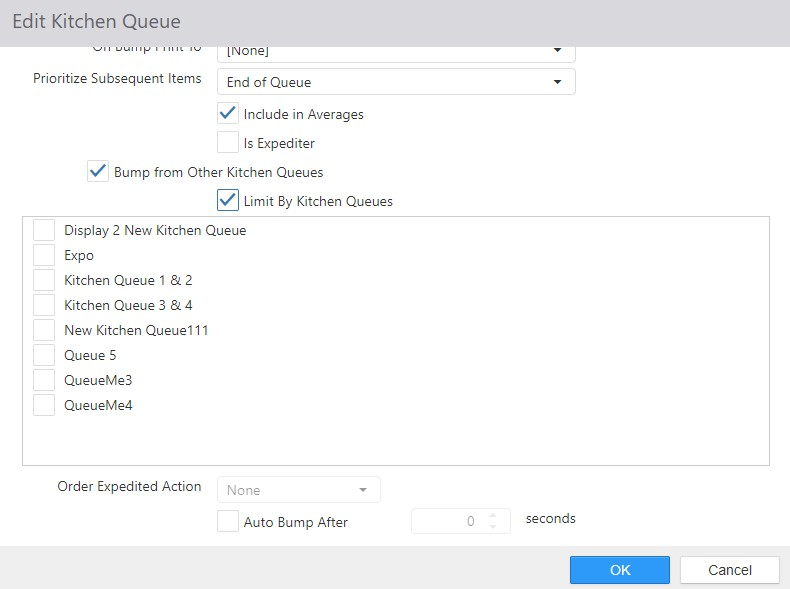 Edit Kitchen Queue
On Bump Print To [None]
Prioritize Subsequent Items End of Queue
Include in Averages
Is Expediter
Bump from Other Kitchen Queues
Limit By Kitchen Queues
Display 2 New Kitchen Queue
Expo
Kitchen Queue 1 & 2
Kitchen Queue 3 & 4
New Kitchen Queue111
Queue 5
QueueMe3
QueueMe4
Order Expedited Action None
Auto Bump After 0 seconds
OK Cancel